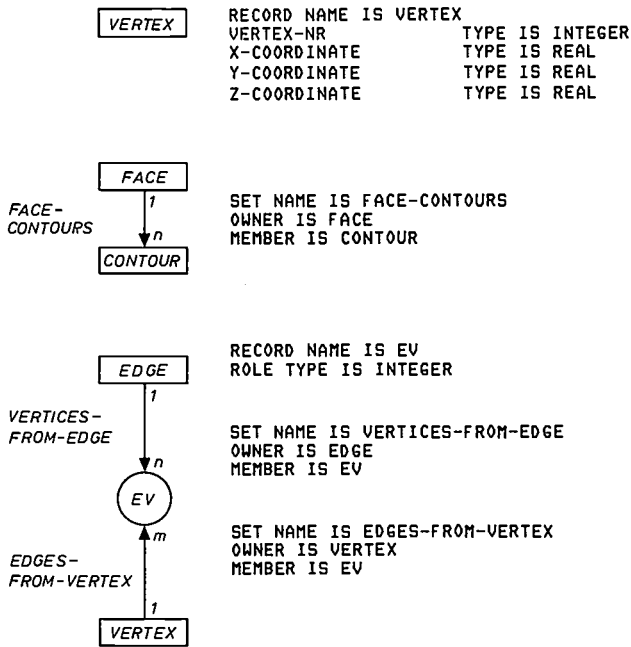 VERTEX
RECORD NAME IS VERTEX
VERTEX-NR TYPE IS INTEGER
X-COORDINATE TYPE IS REAL
Y-COORDINATE TYPE IS REAL
Z-COORDINATE TYPE IS REAL
FACE
1
FACE-
CONTOURS
n
CONTOUR
SET NAME IS FACE-CONTOURS
OWNER IS FACE
MEMBER IS CONTOUR
EDGE
1
VERTICES-
FROM-EDGE
n
EV
m
EDGES-
FROM-VERTEX
1
VERTEX
RECORD NAME IS EV
ROLE TYPE IS INTEGER
SET NAME IS VERTICES-FROM-EDGE
OWNER IS EDGE
MEMBER IS EV
SET NAME IS EDGES-FROM-VERTEX
OWNER IS VERTEX
MEMBER IS EV